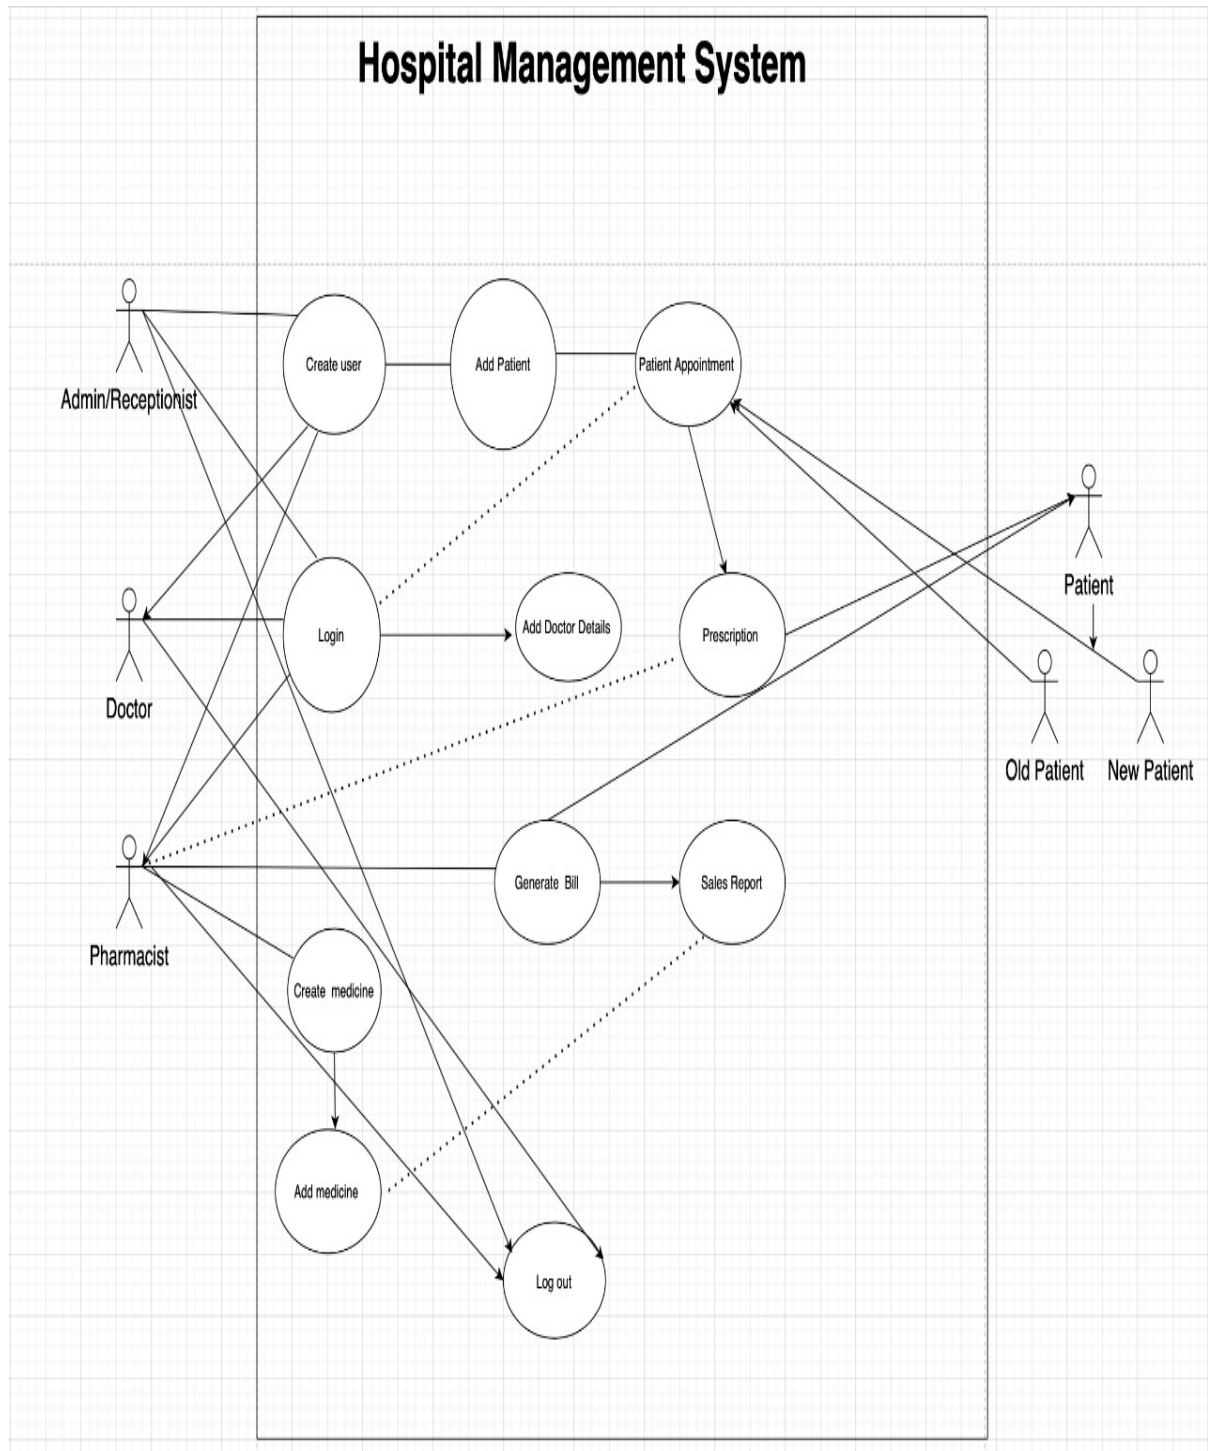 Hospital Management System
Create user
Add Patient
Patient Appointment
Admin/Receptionist
Patient
Login
Add Doctor Details
Prescription
Doctor
Old Patient
New Patient
Generate Bill
Sales Report
Pharmacist
Create medicine
Add medicine
Log out